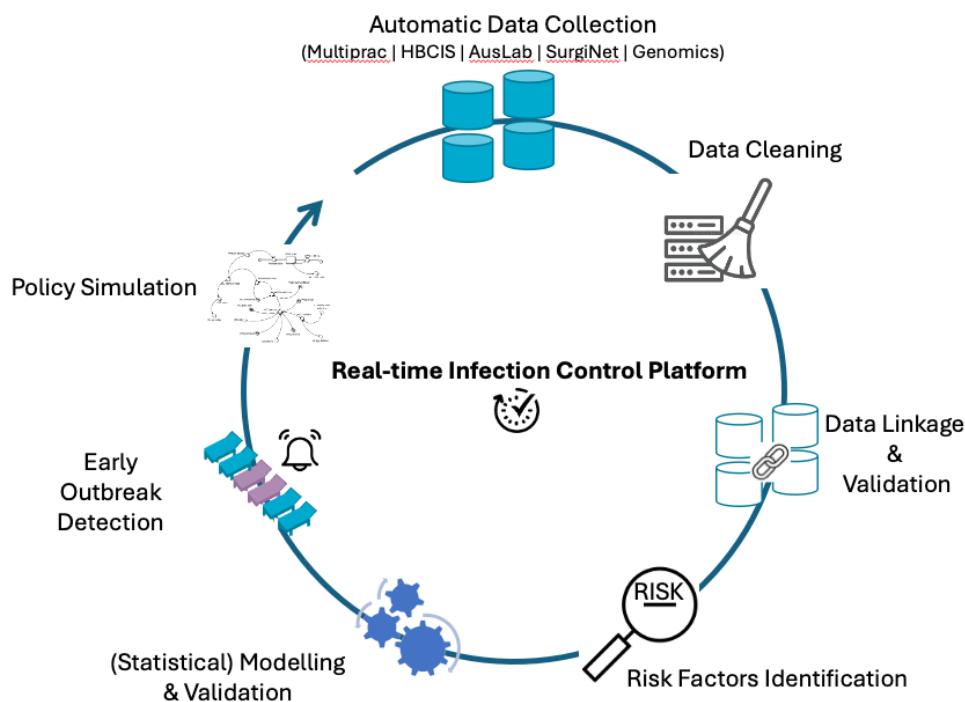 Automatic Data Collection
(Multiprac | HBCIS | AusLab | SurgiNet | Genomics)
Data Cleaning
Policy Simulation
Real-time Infection Control Platform
Data Linkage
&
Validation
Early
Outbreak
Detection
RISK
(Statistical) Modelling
& Validation
Risk Factors Identification